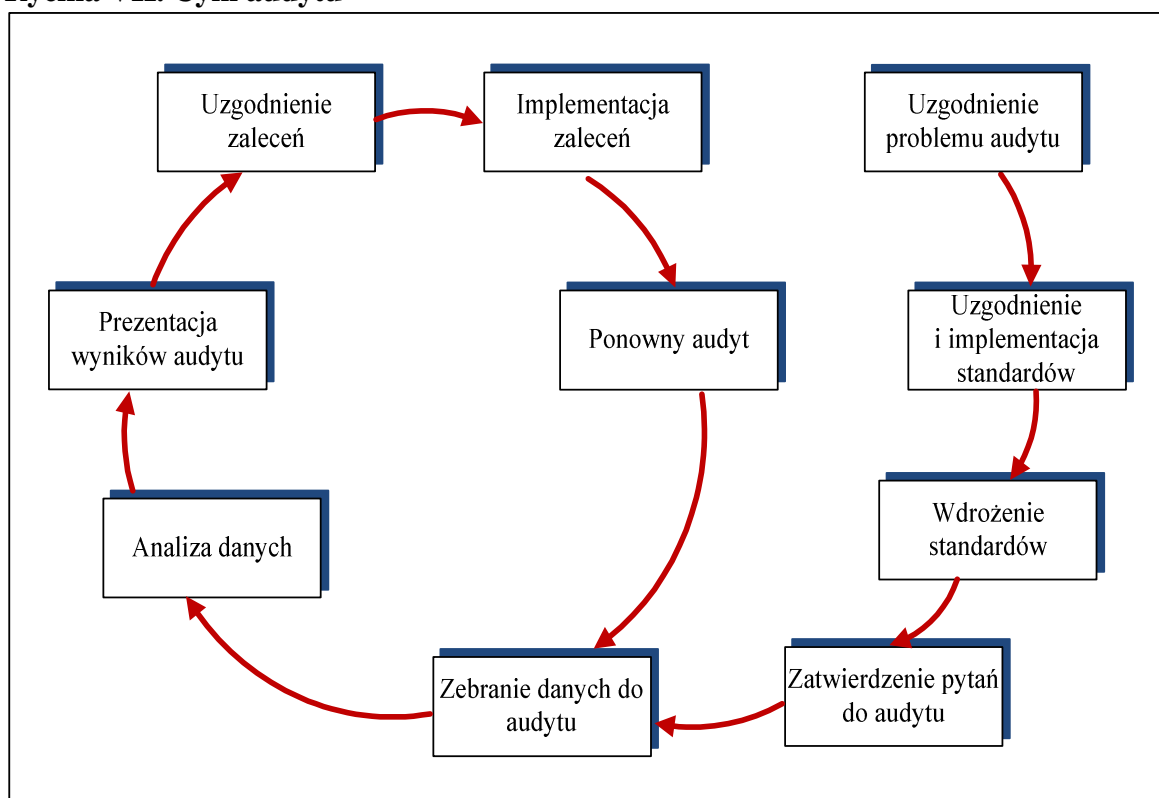 Uzgodnienie
zaleceń
Implementacja
zaleceń
Uzgodnienie
problemu audytu
Prezentacja
wyników audytu
Ponowny audyt
Uzgodnienie
i implementacja
standardów
Analiza danych
Wdrożenie
standardów
Zebranie danych do
audytu
Zatwierdzenie pytań
do audytu